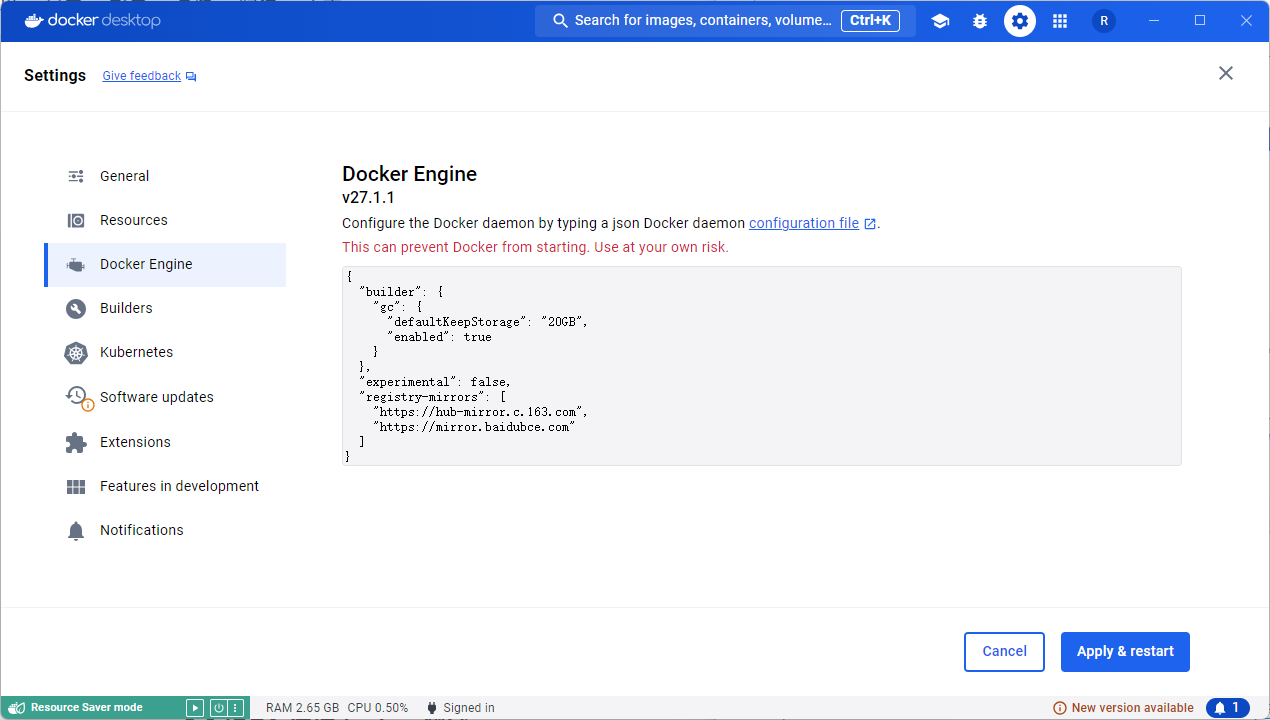 docker desktop
Search for images, containers, volume... Ctrl+K
R
Settings Give feedback
General
Resources
Docker Engine
Builders
Kubernetes
Software updates
Extensions
Features in development
Notifications
Docker Engine
v27.1.1
Configure the Docker daemon by typing a json Docker daemon configuration file.
This can prevent Docker from starting. Use at your own risk.
{
  "builder": {
    "gc": {
      "defaultKeepStorage": "20GB",
      "enabled": true
    }
  },
  "experimental": false,
  "registry-mirrors": [
    "https://hub-mirror.c.163.com",
    "https://mirror.baidubce.com"
  ]
}
Cancel Apply & restart
Resource Saver mode RAM 2.65 GB CPU 0.50% Signed in New version available 1